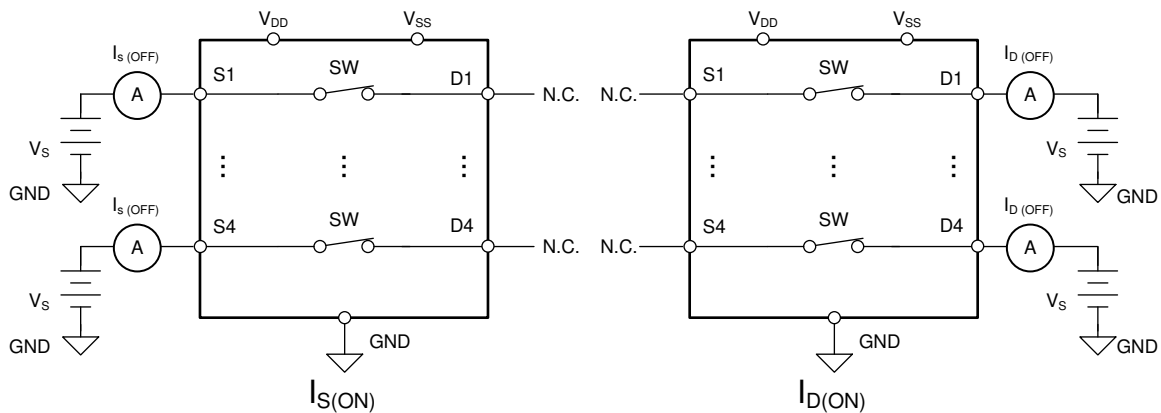 VDD
VSS
Is (OFF)
A
S1
SW
D1
N.C.
VS
GND
...
...
...
Is (OFF)
A
S4
SW
D4
N.C.
VS
GND
GND
IS(ON)
VDD
VSS
ID (OFF)
N.C.
S1
SW
D1
A
VS
GND
...
...
...
ID (OFF)
N.C.
S4
SW
D4
A
VS
GND
GND
ID(ON)